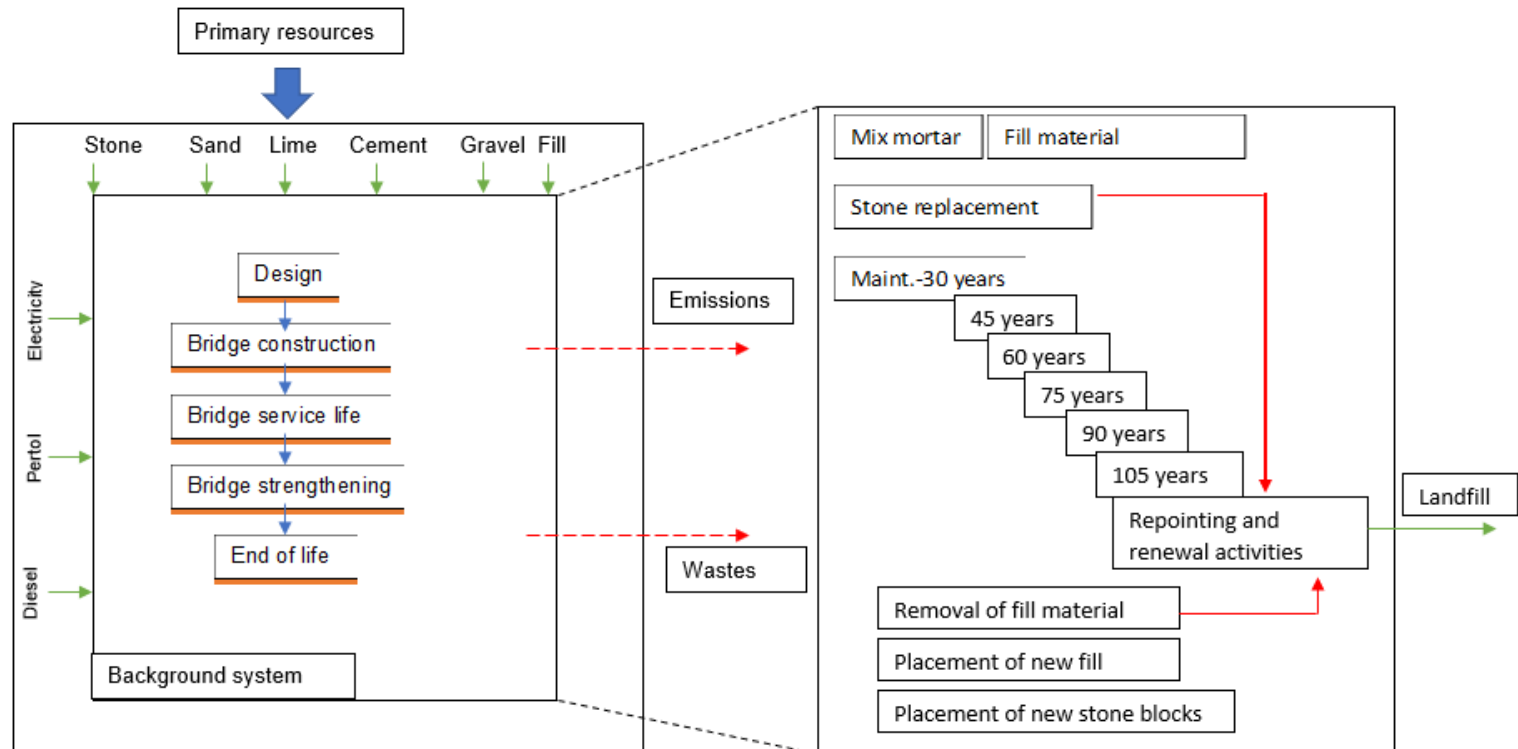 Primary resources
Stone Sand Lime Cement Gravel Fill
Electricity
Pertol
Diesel
Design
Bridge construction
Bridge service life
Bridge strengthening
End of life
Background system
Emissions
Wastes
Mix mortar
Fill material
Stone replacement
Maint.-30 years
45 years
60 years
75 years
90 years
105 years
Repointing and
renewal activities
Landfill
Removal of fill material
Placement of new fill
Placement of new stone blocks